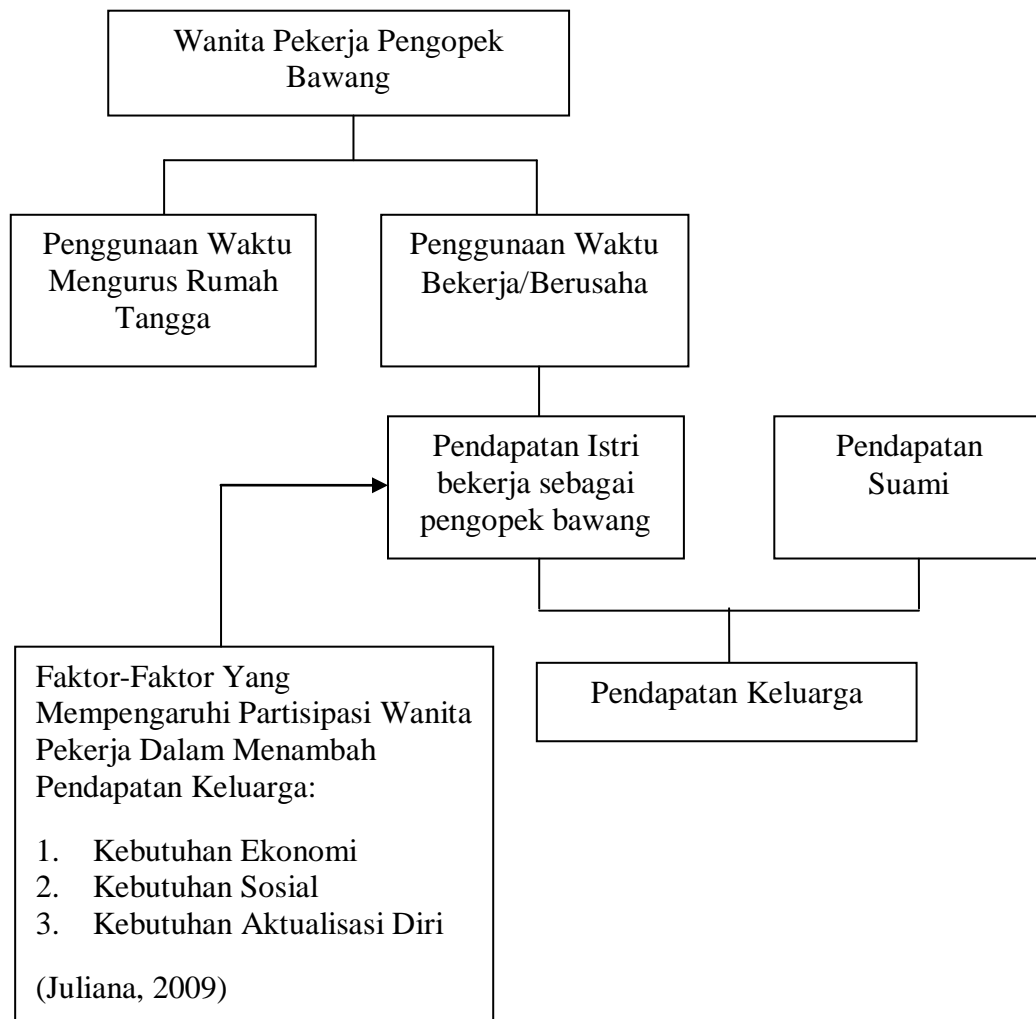 Wanita Pekerja Pengopek
Bawang
Penggunaan Waktu
Mengurus Rumah
Tangga
Penggunaan Waktu
Bekerja/Berusaha
Pendapatan Istri
bekerja sebagai
pengopek bawang
Pendapatan
Suami
Faktor-Faktor Yang
Mempengaruhi Partisipasi Wanita
Pekerja Dalam Menambah
Pendapatan Keluarga:
1. Kebutuhan Ekonomi
2. Kebutuhan Sosial
3. Kebutuhan Aktualisasi Diri
(Juliana, 2009)
Pendapatan Keluarga